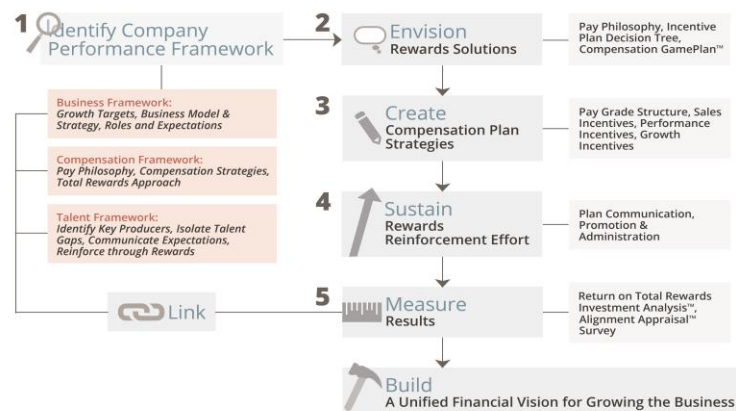 1
Identify Company
Performance Framework
Business Framework:
Growth Targets, Business Model &
Strategy, Roles and Expectations
Compensation Framework:
Pay Philosophy, Compensation Strategies,
Total Rewards Approach
Talent Framework:
Identify Key Producers, Isolate Talent
Gaps, Communicate Expectations,
Reinforce through Rewards
Link
2
Envision
Rewards Solutions
Pay Philosophy, Incentive
Plan Decision Tree,
Compensation GamePlan™
3
Create
Compensation Plan
Strategies
Pay Grade Structure, Sales
Incentives, Performance
Incentives, Growth
Incentives
4
Sustain
Rewards
Reinforcement Effort
Plan Communication,
Promotion &
Administration
5
Measure
Results
Return on Total Rewards
Investment Analysis™,
Alignment Appraisal™
Survey
Build
A Unified Financial Vision for Growing the Business